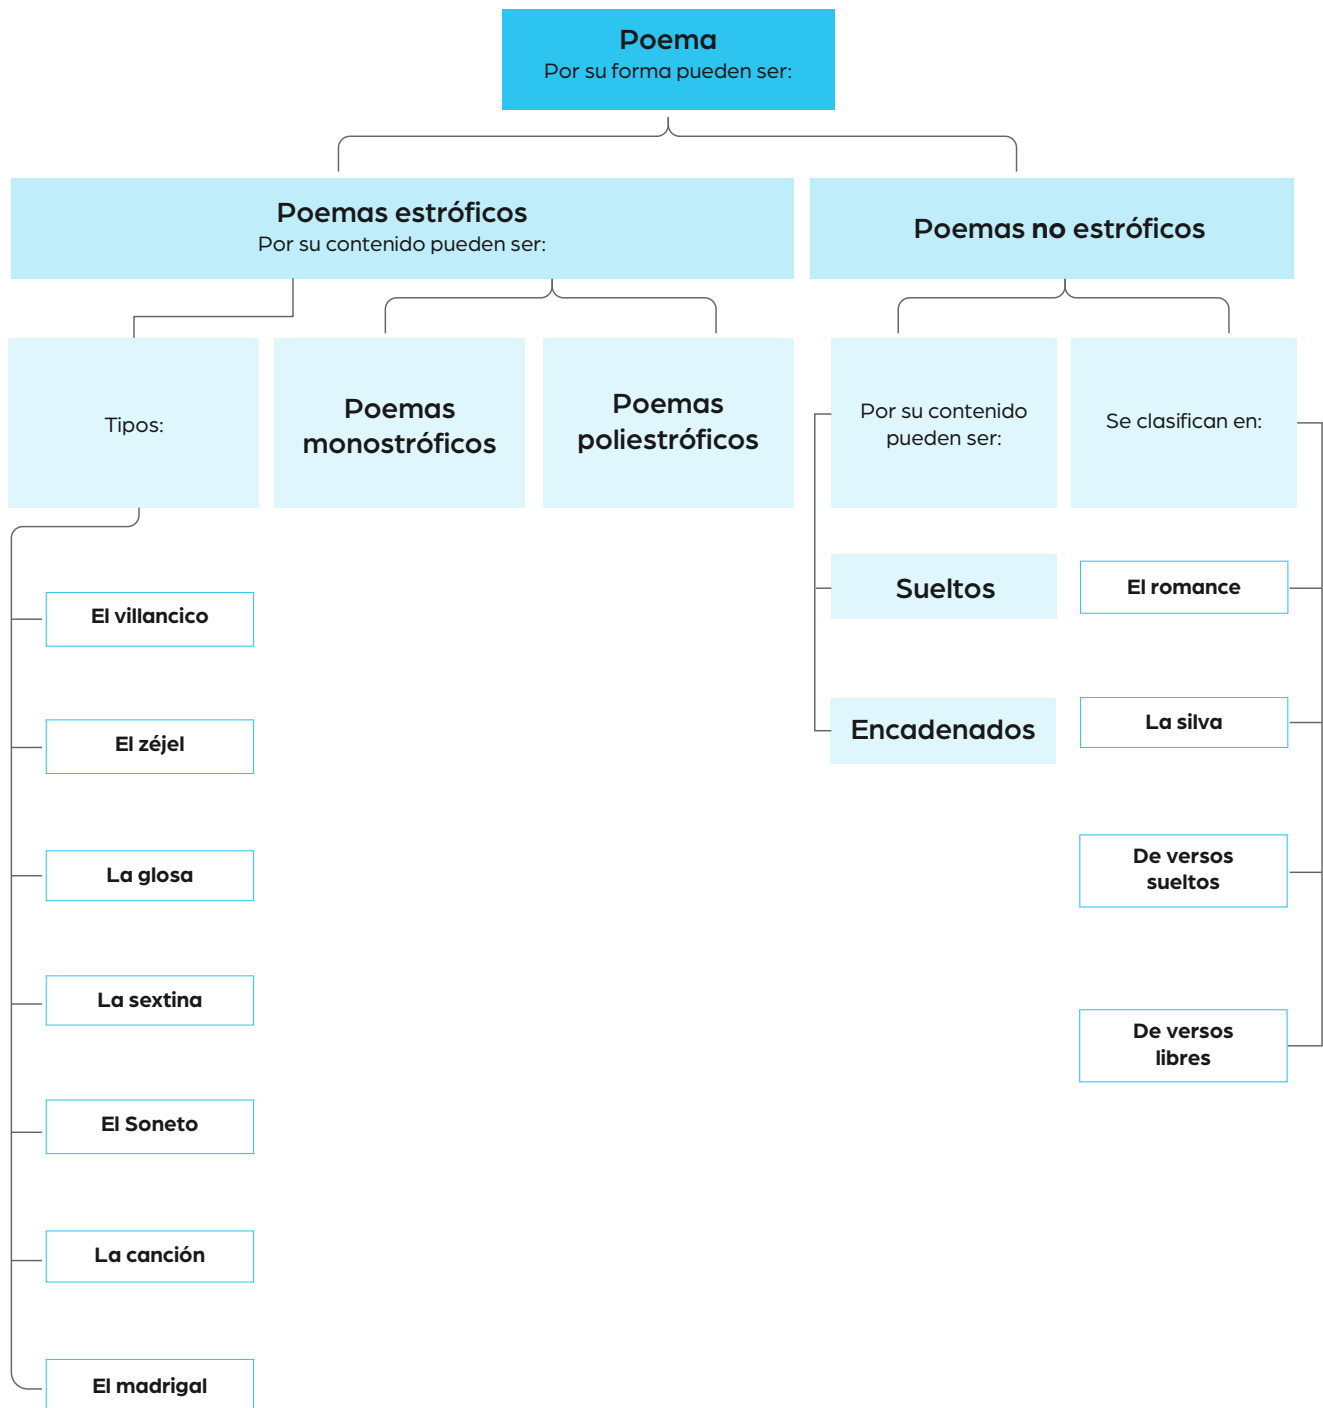 Poema
Por su forma pueden ser:
Poemas estróficos
Por su contenido pueden ser:
Poemas no estróficos
Tipos:
Poemas
monostróficos
Poemas
poliestróficos
Por su contenido
pueden ser:
Se clasifican en:
El villancico
El zéjel
La glosa
La sextina
El Soneto
La canción
El madrigal
Sueltos
Encadenados
El romance
La silva
De versos
sueltos
De versos
libres